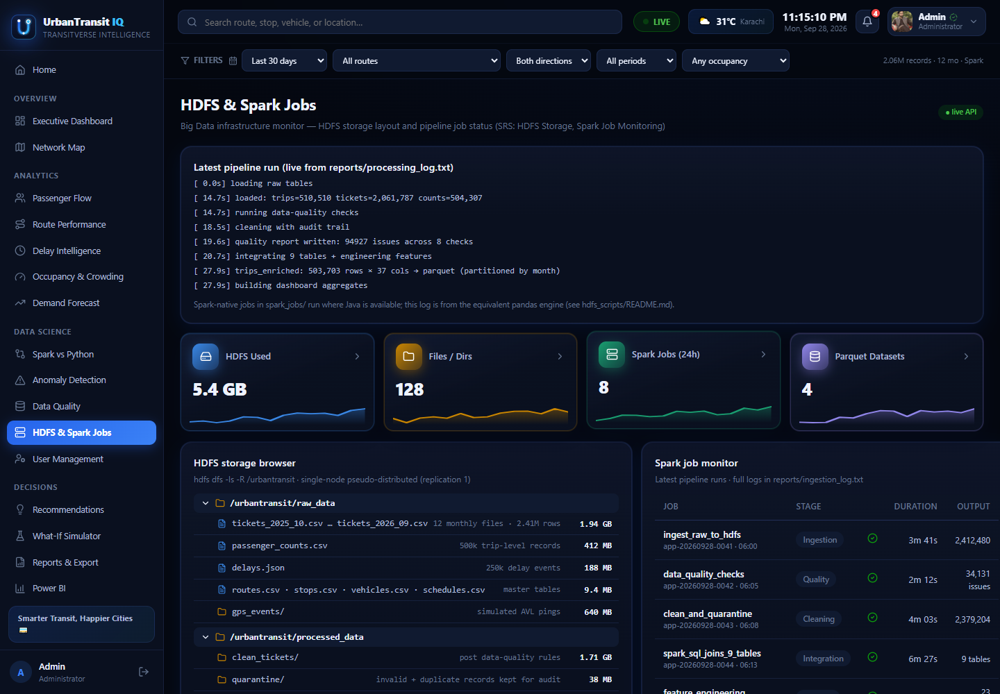 UrbanTransit IQ
TRANSITVERSE INTELLIGENCE
Search route, stop, vehicle, or location...
LIVE
31°C Karachi
11:15:10 PM
Mon, Sep 28, 2026
4
Admin
Administrator
FILTERS
Last 30 days
All routes
Both directions
All periods
Any occupancy
2.06M records · 12 mo · Spark
Home
OVERVIEW
Executive Dashboard
Network Map
ANALYTICS
Passenger Flow
Route Performance
Delay Intelligence
Occupancy & Crowding
Demand Forecast
DATA SCIENCE
Spark vs Python
Anomaly Detection
Data Quality
HDFS & Spark Jobs
User Management
DECISIONS
Recommendations
What-If Simulator
Reports & Export
Power BI
Smarter Transit, Happier Cities
A
Admin
Administrator
HDFS & Spark Jobs
Big Data infrastructure monitor — HDFS storage layout and pipeline job status (SRS: HDFS Storage, Spark Job Monitoring)
● live API
Latest pipeline run (live from reports/processing_log.txt)
[ 0.0s] loading raw tables
[ 14.7s] loaded: trips=510,510 tickets=2,061,787 counts=504,307
[ 14.7s] running data-quality checks
[ 18.5s] cleaning with audit trail
[ 19.6s] quality report written: 94927 issues across 8 checks
[ 20.7s] integrating 9 tables + engineering features
[ 27.9s] trips_enriched: 503,703 rows × 37 cols → parquet (partitioned by month)
[ 27.9s] building dashboard aggregates
Spark-native jobs in spark_jobs/ run where Java is available; this log is from the equivalent pandas engine (see hdfs_scripts/README.md).
HDFS Used
5.4 GB
Files / Dirs
128
Spark Jobs (24h)
8
Parquet Datasets
4
HDFS storage browser
hdfs dfs -ls -R /urbantransit · single-node pseudo-distributed (replication 1)
/urbantransit/raw_data
tickets_2025_10.csv … tickets_2026_09.csv 12 monthly files · 2.41M rows 1.94 GB
passenger_counts.csv 500k trip-level records 412 MB
delays.json 250k delay events 188 MB
routes.csv · stops.csv · vehicles.csv · schedules.csv master tables 9.4 MB
gps_events/ simulated AVL pings 640 MB
/urbantransit/processed_data
clean_tickets/ post data-quality rules 1.71 GB
quarantine/ invalid + duplicate records kept for audit 38 MB
Spark job monitor
Latest pipeline runs · full logs in reports/ingestion_log.txt
JOB STAGE DURATION OUTPUT
ingest_raw_to_hdfs
app-20260928-0041 · 06:00
Ingestion 3m 41s 2,412,480
data_quality_checks
app-20260928-0042 · 06:05
Quality 2m 12s 34,131
issues
clean_and_quarantine
app-20260928-0043 · 06:08
Cleaning 4m 03s 2,379,204
spark_sql_joins_9_tables
app-20260928-0044 · 06:13
Integration 6m 27s 9 tables
feature_engineering
23